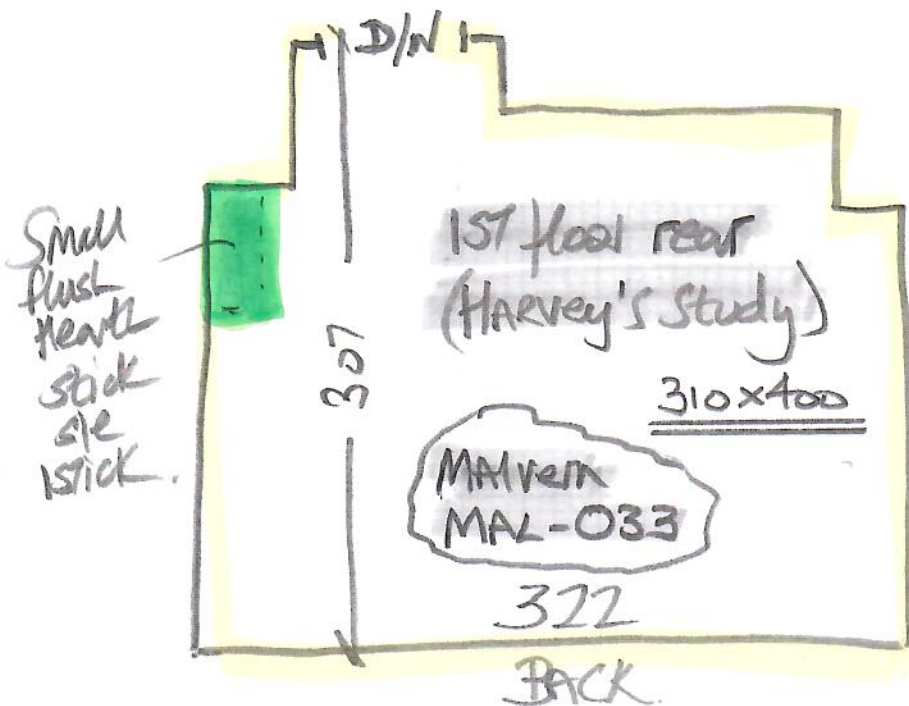 D/N
Small
flush
Hearth
stick
s/e
1stick.
307
1ST floor rear
(HARVEY'S Study)
310x400
MALvern
MAL-033
322
BACK.